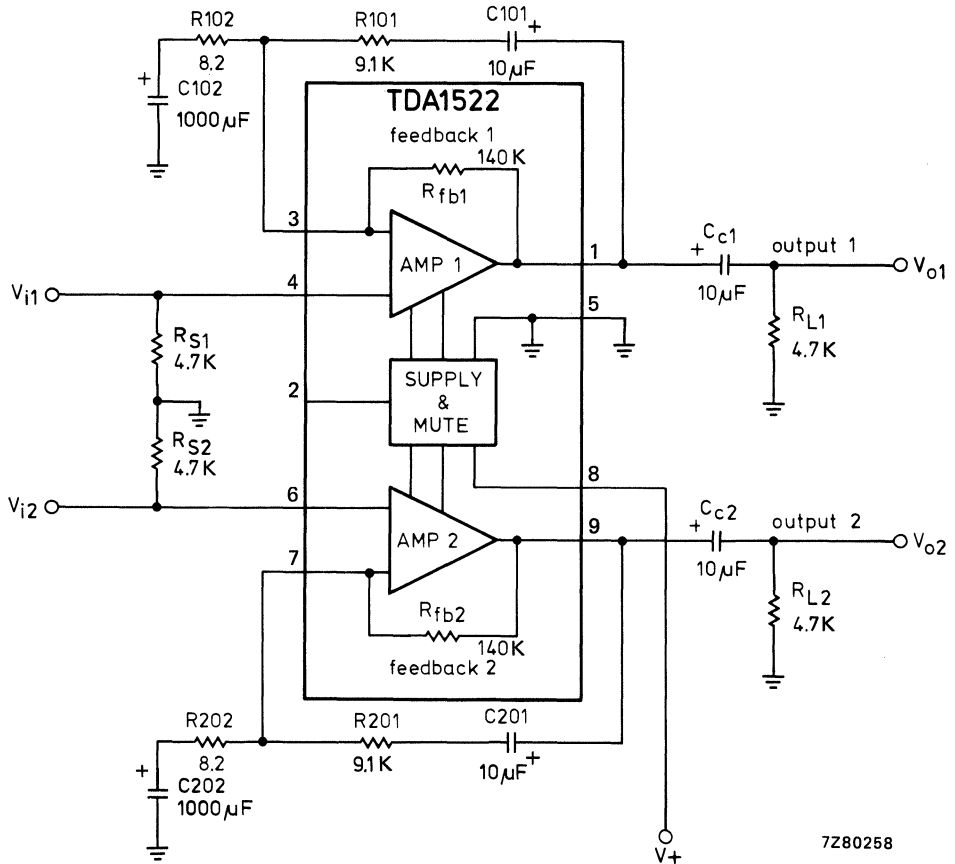 R102
8.2
R101
9.1K
C101
+
10μF
+
C102
1000μF
TDA1522
feedback 1
140K
Rfb1
3
AMP 1
1
+
Cc1
10μF
output 1
Vo1
Vi1
4
5
RS1
4.7K
RL1
4.7K
2
SUPPLY
&
MUTE
RS2
4.7K
8
Vi2
6
9
+
Cc2
10μF
output 2
Vo2
AMP 2
7
RL2
4.7K
Rfb2
140K
feedback 2
R202
8.2
R201
9.1K
C201
10μF
+
+
C202
1000μF
V+
7Z80258